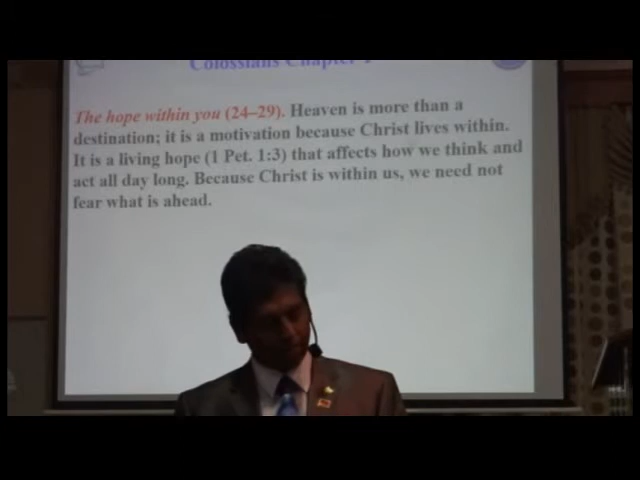 Colossians Chapter
The hope within you (24–29). Heaven is more than a
destination; it is a motivation because Christ lives within.
It is a living hope (1 Pet. 1:3) that affects how we think and
act all day long. Because Christ is within us, we need not
fear what is ahead.